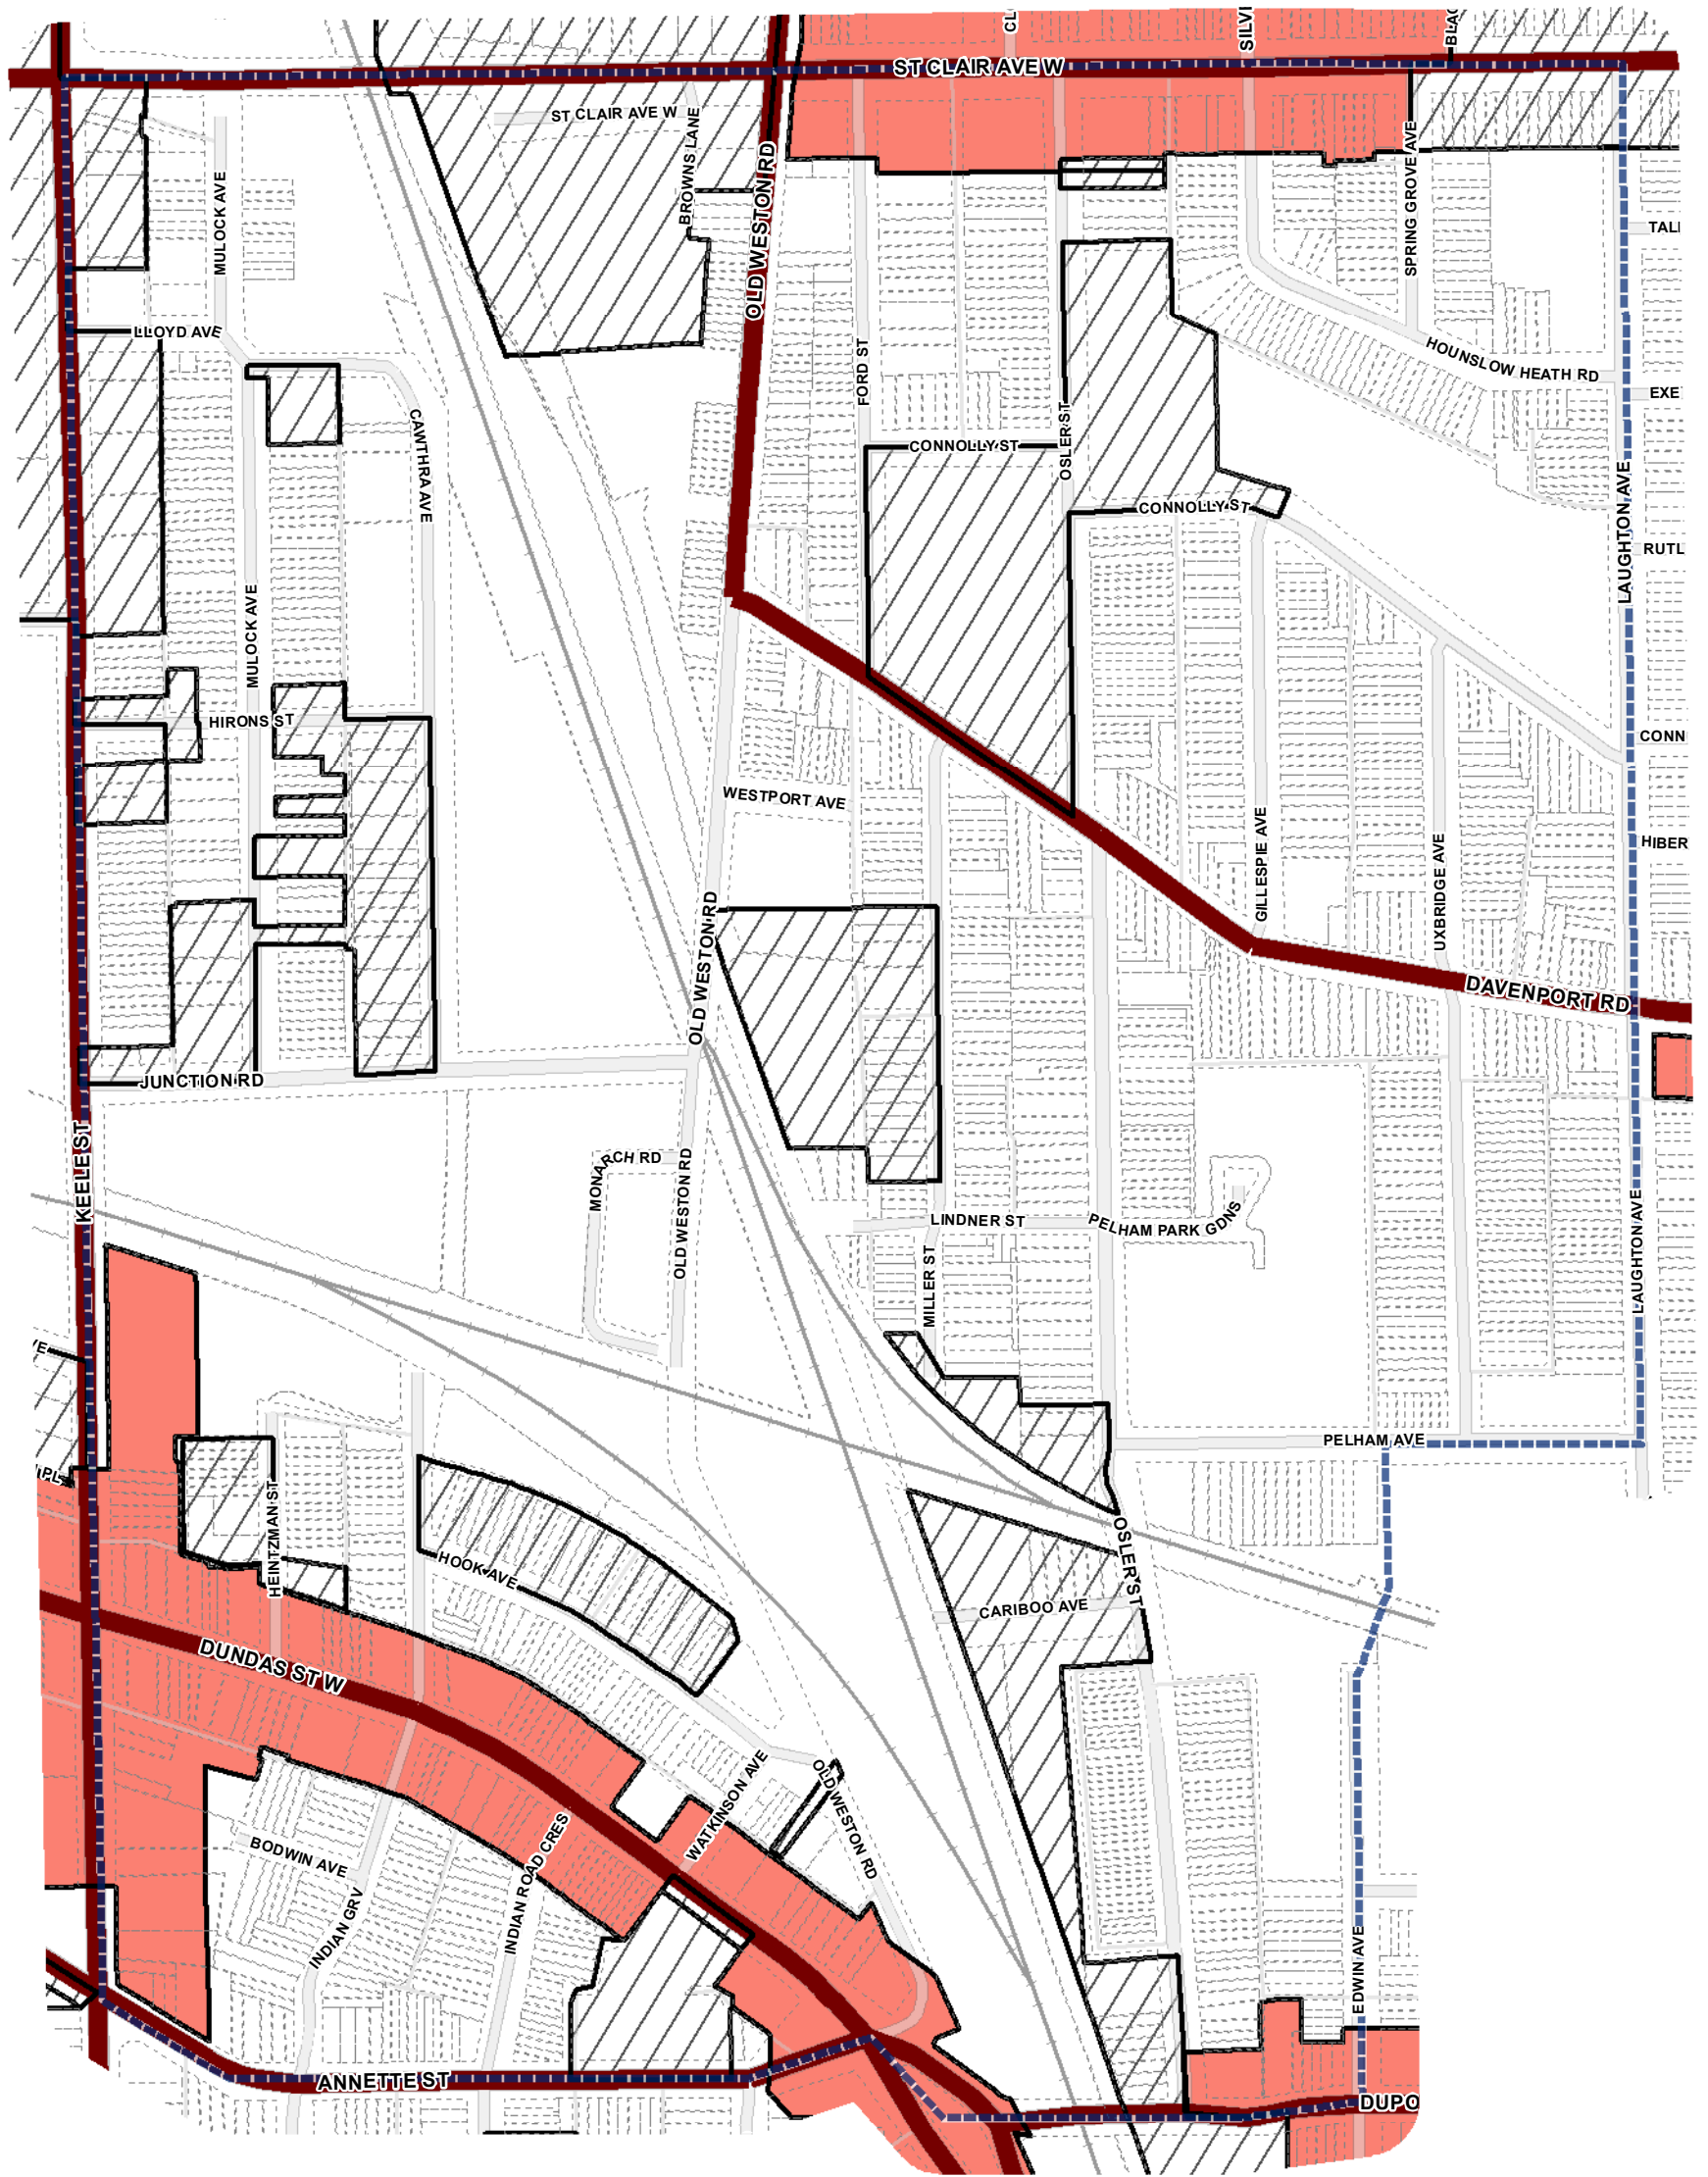 CL
SILVI
BLAC
ST CLAIR AVE W
ST CLAIR AVE W
BROWNS LANE
OLD WESTON RD
MULOCK AVE
SPRING GROVE AVE
TALI
LLOYD AVE
FORD ST
HOUNSLOW HEATH RD
EXE
CAWTHRA AVE
CONNOLLY ST
OSLER ST
CONNOLLY ST
LAUGHTON AVE
RUTL
MULOCK AVE
HIRONS ST
CONN
WESTPORT AVE
GILLESPIE AVE
UXBRIDGE AVE
HIBER
OLD WESTON RD
DAVENPORT RD
JUNCTION RD
KEELE ST
MONARCH RD
OLD WESTON RD
LINDNER ST
PELHAM PARK GDNS
MILLER ST
LAUGHTON AVE
VE
PELHAM AVE
PL
HEINTZMAN ST
HOOK AVE
OSLER ST
CARIBOO AVE
DUNDAS ST W
WATKINSON AVE
OLD WESTON RD
BODWIN AVE
INDIAN GRV
INDIAN ROAD CRES
EDWIN AVE
ANNETTE ST
DUPO